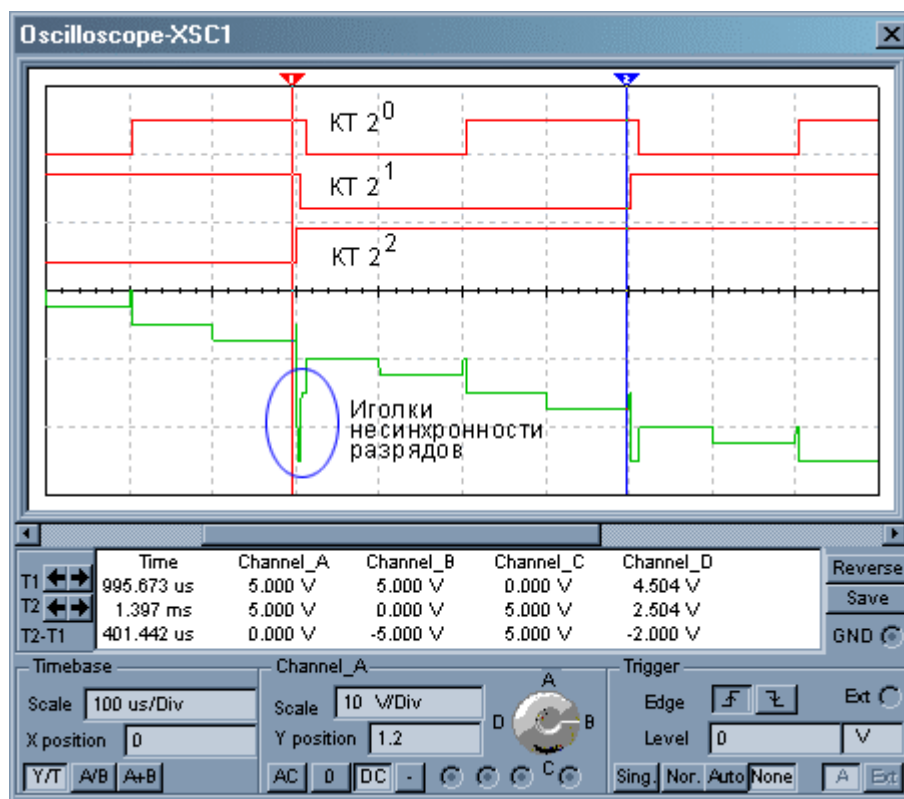 Oscilloscope-XSC1
1
2
КТ 2⁰
КТ 2¹
КТ 2²
Иголки
несинхронности
разрядов
Time Channel_A Channel_B Channel_C Channel_D
T1 995.673 us 5.000 V 5.000 V 0.000 V 4.504 V
T2 1.397 ms 5.000 V 0.000 V 5.000 V 2.504 V
T2-T1 401.442 us 0.000 V -5.000 V 5.000 V -2.000 V
Reverse
Save
GND
Timebase
Scale 100 us/Div
X position 0
Y/T A/B A+B
Channel_A
Scale 10 V/Div
Y position 1.2
AC 0 DC -
A
B
C
D
Trigger
Edge Ext
Level 0 V
Sing. Nor. Auto None A Ext